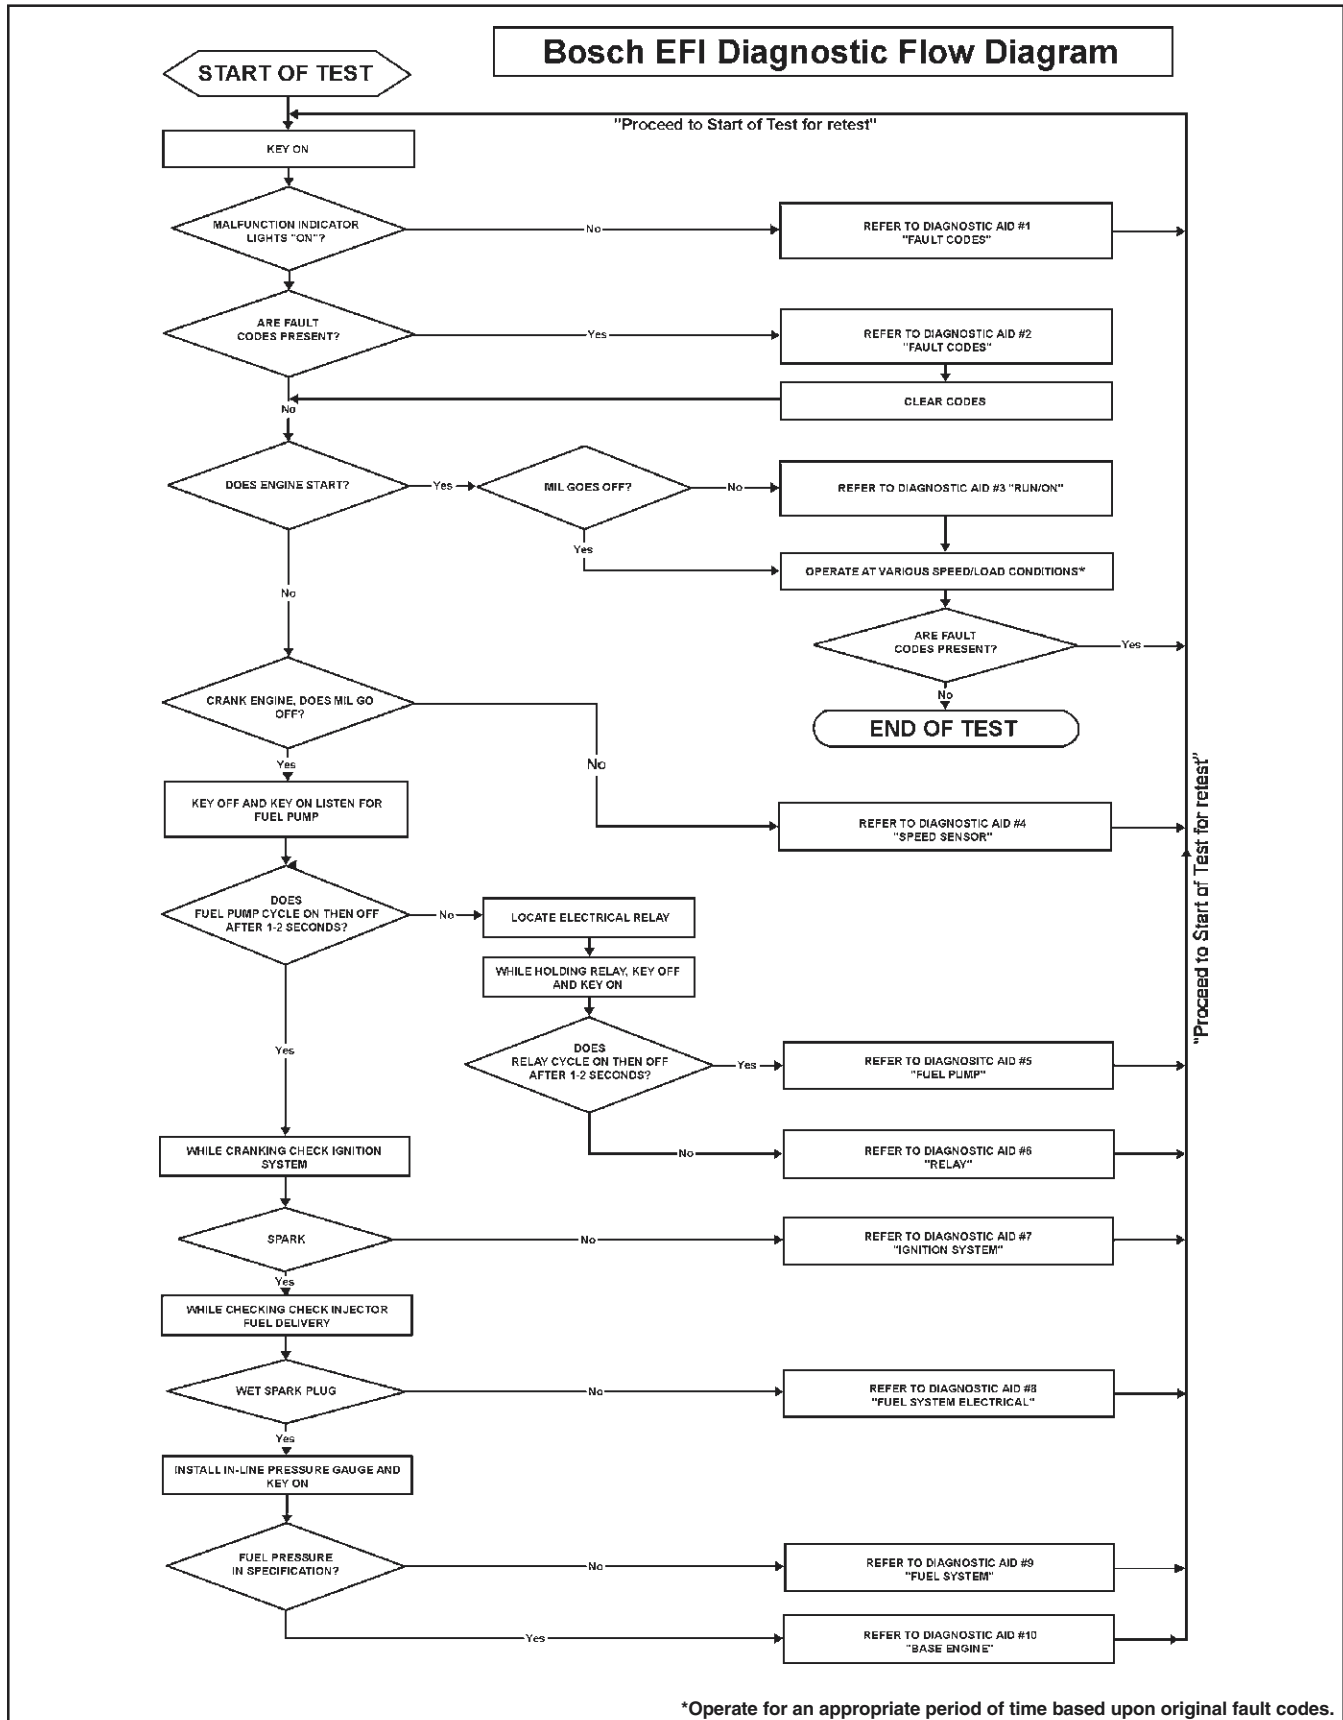 Bosch EFI Diagnostic Flow Diagram
START OF TEST
"Proceed to Start of Test for retest"
KEY ON
MALFUNCTION INDICATOR
LIGHTS "ON"?
No
REFER TO DIAGNOSTIC AID #1
"FAULT CODES"
ARE FAULT
CODES PRESENT?
Yes
REFER TO DIAGNOSTIC AID #2
"FAULT CODES"
CLEAR CODES
No
DOES ENGINE START?
Yes
MIL GOES OFF?
No
REFER TO DIAGNOSTIC AID #3 "RUN/ON"
Yes
OPERATE AT VARIOUS SPEED/LOAD CONDITIONS*
No
ARE FAULT
CODES PRESENT?
Yes
No
END OF TEST
CRANK ENGINE, DOES MIL GO
OFF?
No
Yes
KEY OFF AND KEY ON LISTEN FOR
FUEL PUMP
REFER TO DIAGNOSTIC AID #4
"SPEED SENSOR"
"Proceed to Start of Test for retest"
DOES
FUEL PUMP CYCLE ON THEN OFF
AFTER 1-2 SECONDS?
No
LOCATE ELECTRICAL RELAY
WHILE HOLDING RELAY, KEY OFF
AND KEY ON
Yes
DOES
RELAY CYCLE ON THEN OFF
AFTER 1-2 SECONDS?
Yes
REFER TO DIAGNOSITC AID #5
"FUEL PUMP"
No
REFER TO DIAGNOSTIC AID #6
"RELAY"
WHILE CRANKING CHECK IGNITION
SYSTEM
SPARK
No
REFER TO DIAGNOSTIC AID #7
"IGNITION SYSTEM"
Yes
WHILE CHECKING CHECK INJECTOR
FUEL DELIVERY
WET SPARK PLUG
No
REFER TO DIAGNOSTIC AID #8
"FUEL SYSTEM ELECTRICAL"
Yes
INSTALL IN-LINE PRESSURE GAUGE AND
KEY ON
FUEL PRESSURE
IN SPECIFICATION?
No
REFER TO DIAGNOSTIC AID #9
"FUEL SYSTEM"
Yes
REFER TO DIAGNOSTIC AID #10
"BASE ENGINE"
*Operate for an appropriate period of time based upon original fault codes.